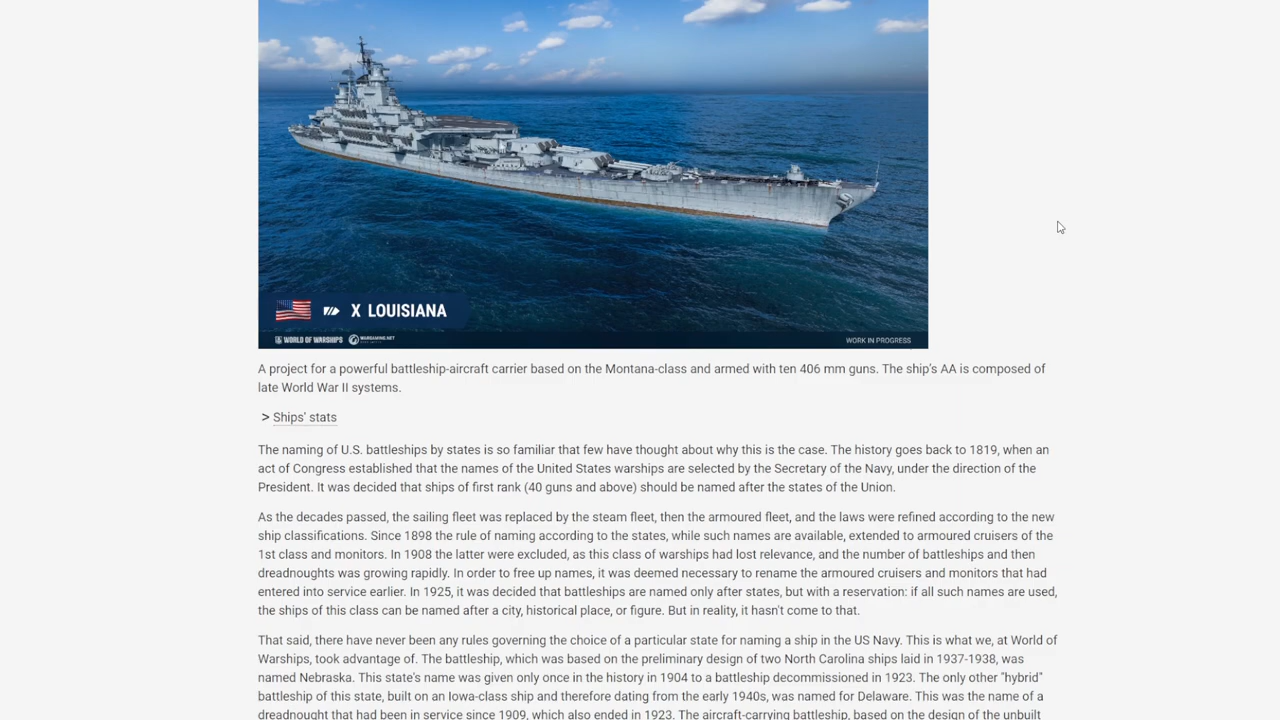 X LOUISIANA
WORLD OF WARSHIPS WARGAMING.NET WORK IN PROGRESS
A project for a powerful battleship-aircraft carrier based on the Montana-class and armed with ten 406 mm guns. The ship's AA is composed of
late World War II systems.
> Ships' stats
The naming of U.S. battleships by states is so familiar that few have thought about why this is the case. The history goes back to 1819, when an
act of Congress established that the names of the United States warships are selected by the Secretary of the Navy, under the direction of the
President. It was decided that ships of first rank (40 guns and above) should be named after the states of the Union.
As the decades passed, the sailing fleet was replaced by the steam fleet, then the armoured fleet, and the laws were refined according to the new
ship classifications. Since 1898 the rule of naming according to the states, while such names are available, extended to armoured cruisers of the
1st class and monitors. In 1908 the latter were excluded, as this class of warships had lost relevance, and the number of battleships and then
dreadnoughts was growing rapidly. In order to free up names, it was deemed necessary to rename the armoured cruisers and monitors that had
entered into service earlier. In 1925, it was decided that battleships are named only after states, but with a reservation: if all such names are used,
the ships of this class can be named after a city, historical place, or figure. But in reality, it hasn't come to that.
That said, there have never been any rules governing the choice of a particular state for naming a ship in the US Navy. This is what we, at World of
Warships, took advantage of. The battleship, which was based on the preliminary design of two North Carolina ships laid in 1937-1938, was
named Nebraska. This state's name was given only once in the history in 1904 to a battleship decommissioned in 1923. The only other "hybrid"
battleship of this state, built on an Iowa-class ship and therefore dating from the early 1940s, was named for Delaware. This was the name of a
dreadnought that had been in service since 1909, which also ended in 1923. The aircraft-carrying battleship, based on the design of the unbuilt